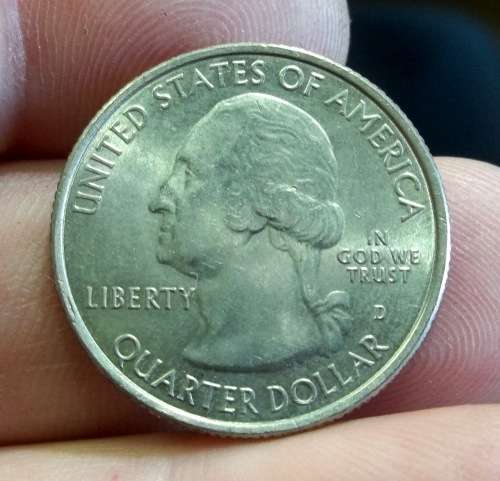 UNITED STATES OF AMERICA
IN
GOD WE
TRUST
LIBERTY
D
QUARTER DOLLAR